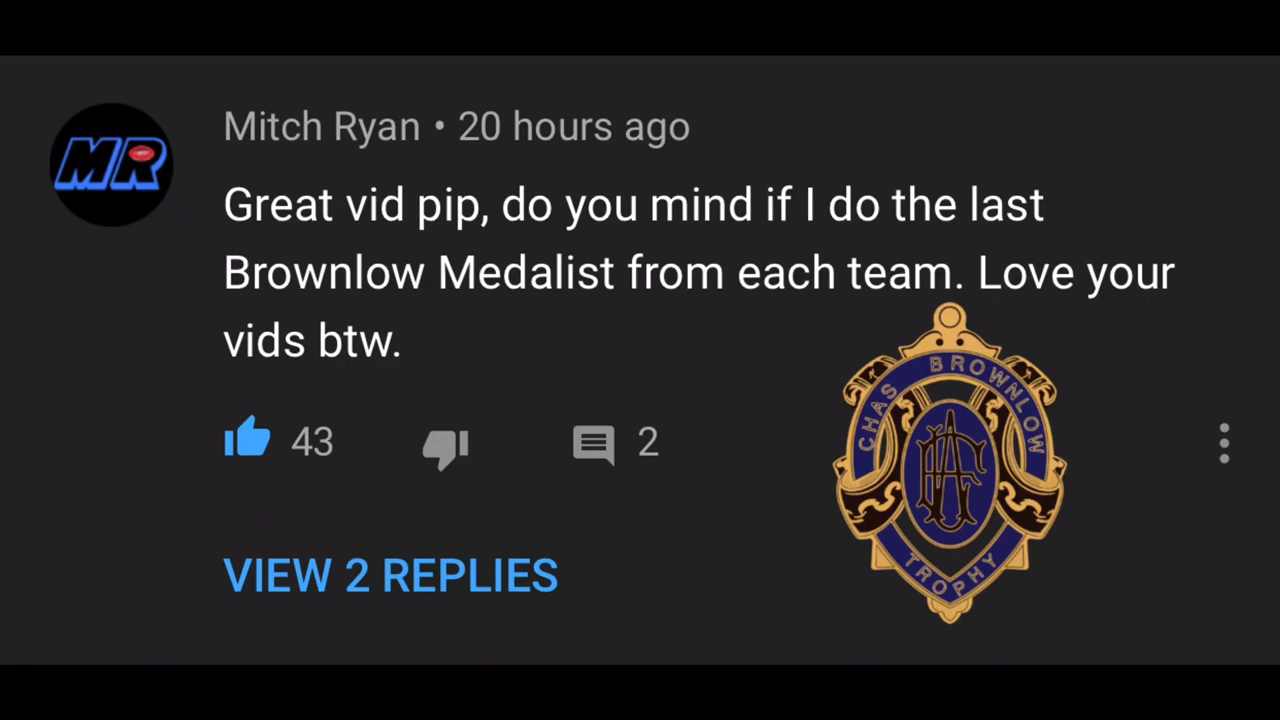 MR
Mitch Ryan • 20 hours ago
Great vid pip, do you mind if I do the last
Brownlow Medalist from each team. Love your
vids btw.
CHAS BROWNLOW
TROPHY
43
2
VIEW 2 REPLIES